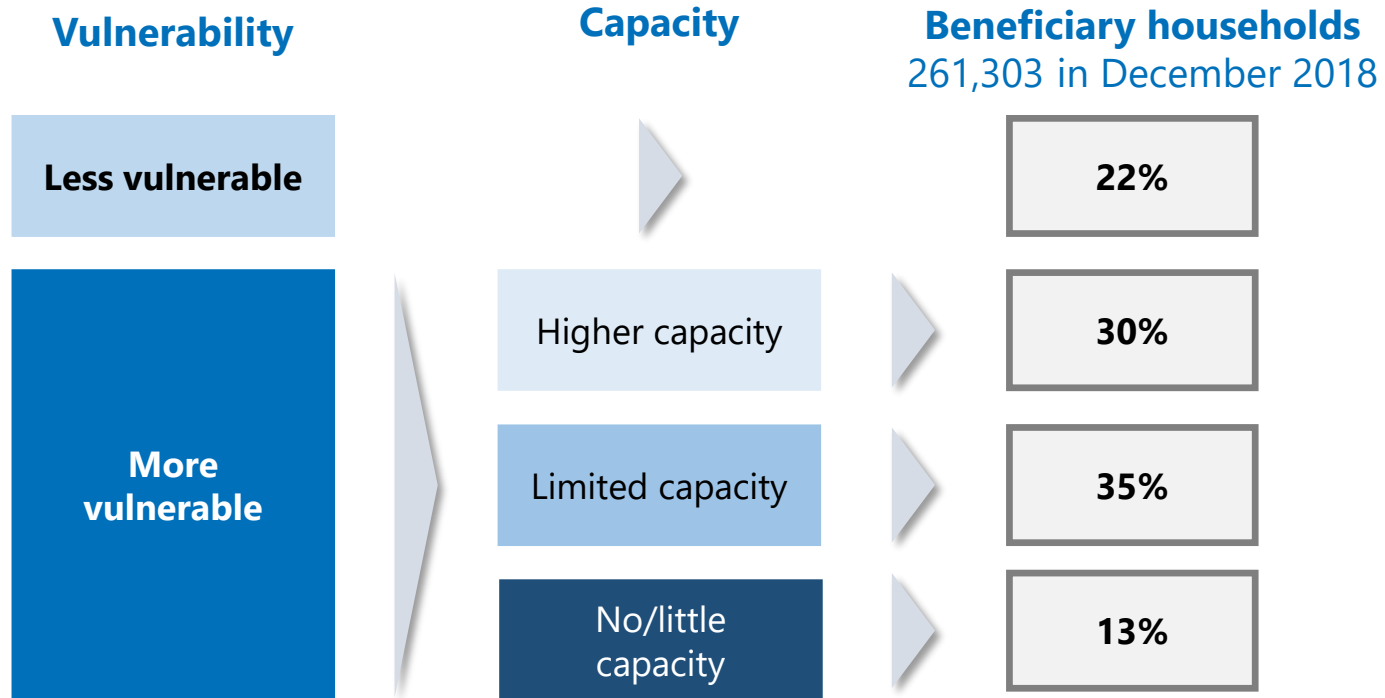 Vulnerability
Capacity
Beneficiary households
261,303 in December 2018
Less vulnerable
22%
More
vulnerable
Higher capacity
30%
Limited capacity
35%
No/little
capacity
13%